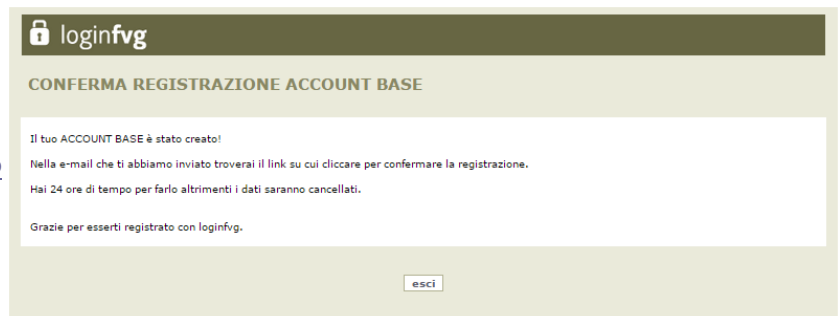 loginfvg
CONFERMA REGISTRAZIONE ACCOUNT BASE
Il tuo ACCOUNT BASE è stato creato!
Nella e-mail che ti abbiamo inviato troverai il link su cui cliccare per confermare la registrazione.
Hai 24 ore di tempo per farlo altrimenti i dati saranno cancellati.
Grazie per esserti registrato con loginfvg.
esci